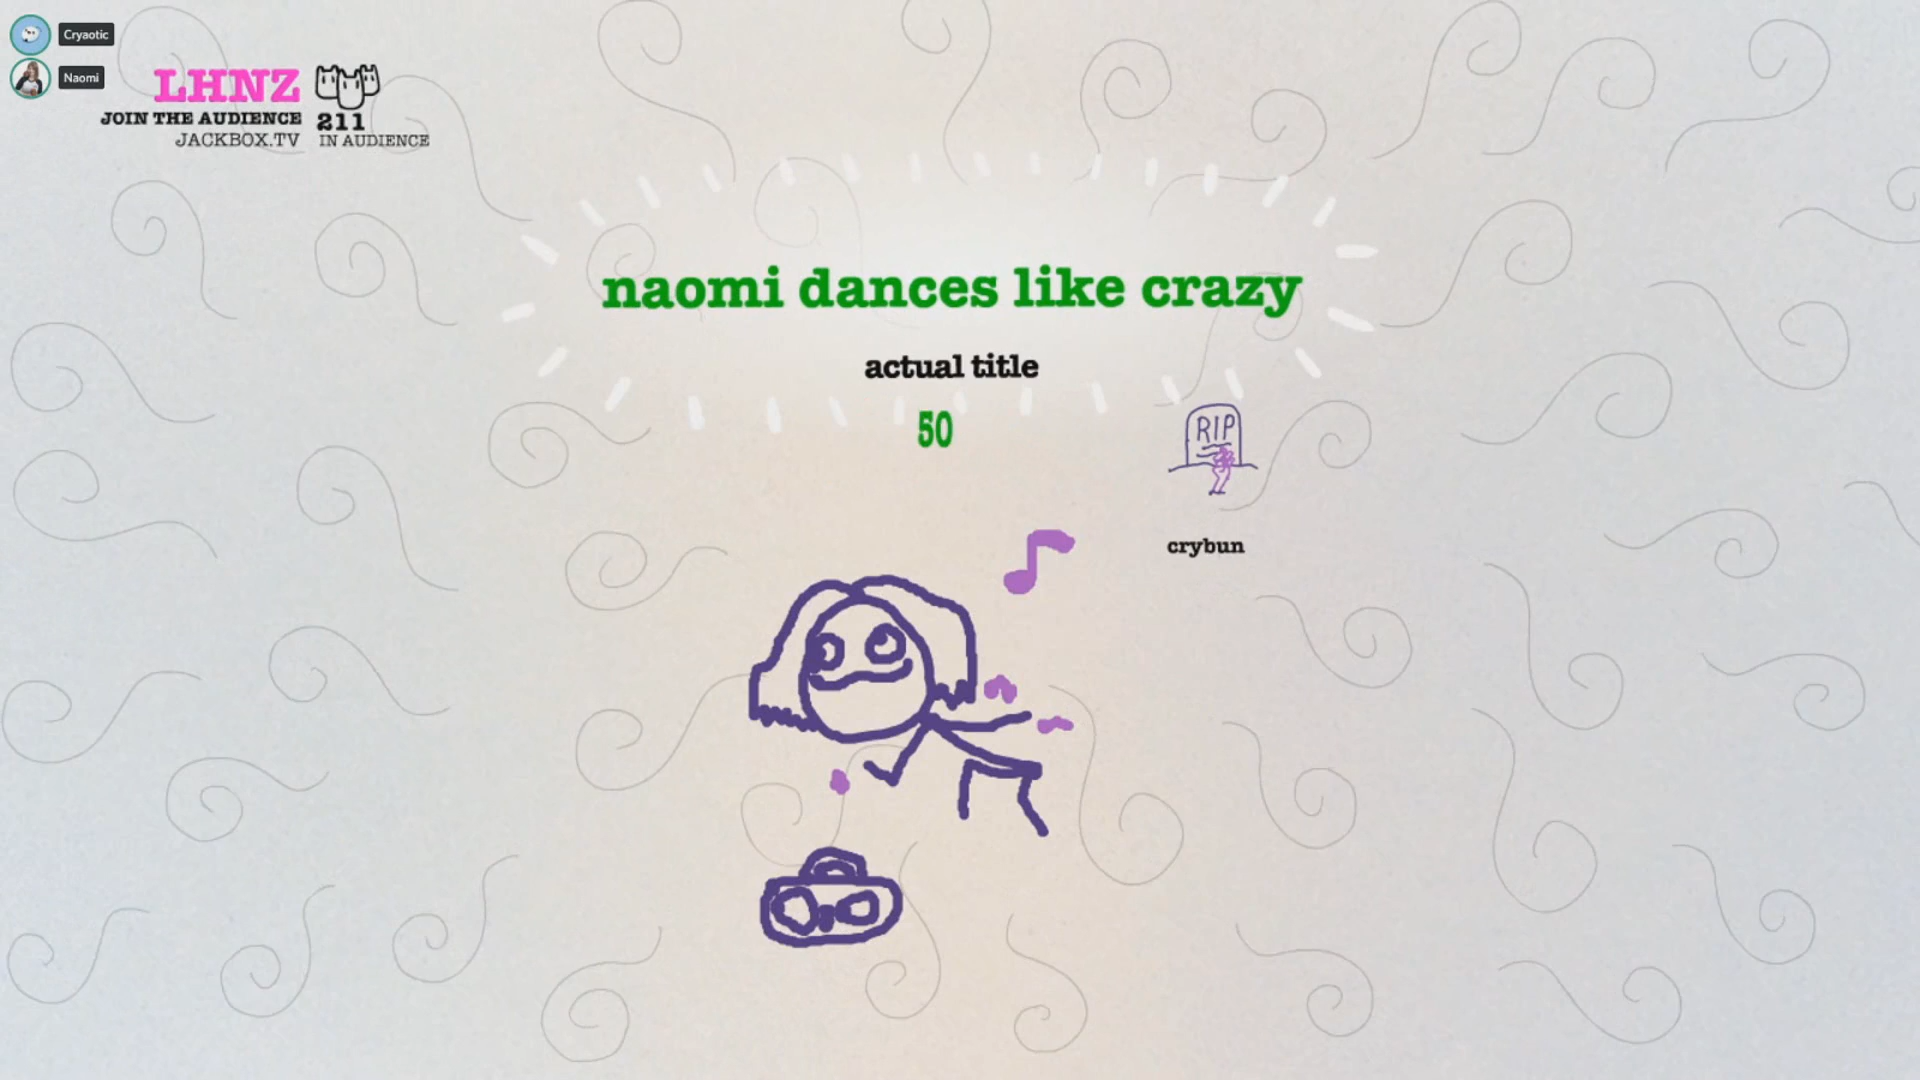 Cryaotic
Naomi
LHNZ
JOIN THE AUDIENCE
JACKBOX.TV
211
IN AUDIENCE
naomi dances like crazy
actual title
50
RIP
crybun